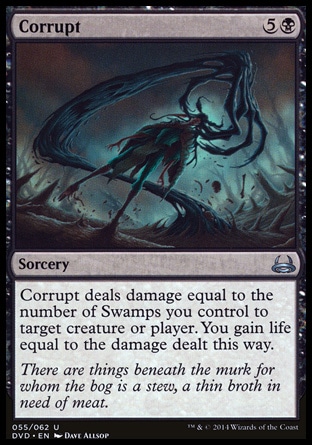 Corrupt 5
Sorcery
Corrupt deals damage equal to the
number of Swamps you control to
target creature or player. You gain life
equal to the damage dealt this way.
There are things beneath the murk for
whom the bog is a stew, a thin broth in
need of meat.
055/062 U
DVD • EN Dave Allsop
™ & © 2014 Wizards of the Coast